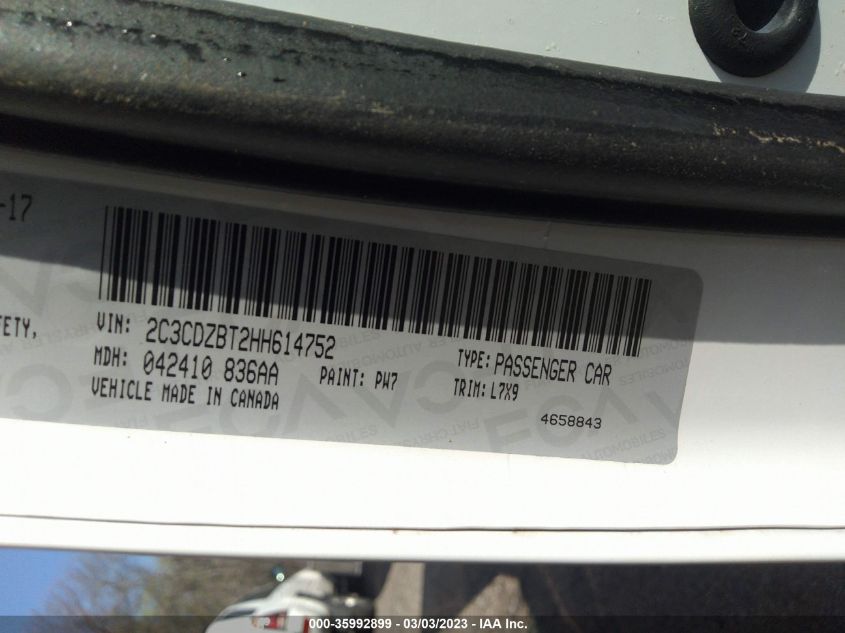 -17
FETY,
VIN: 2C3CDZBT2HH614752
MDH: 042410 836AA
PAINT: PW7
TYPE: PASSENGER CAR
VEHICLE MADE IN CANADA
TRIM: L7X9
4658843
000-35992899 - 03/03/2023 - IAA Inc.